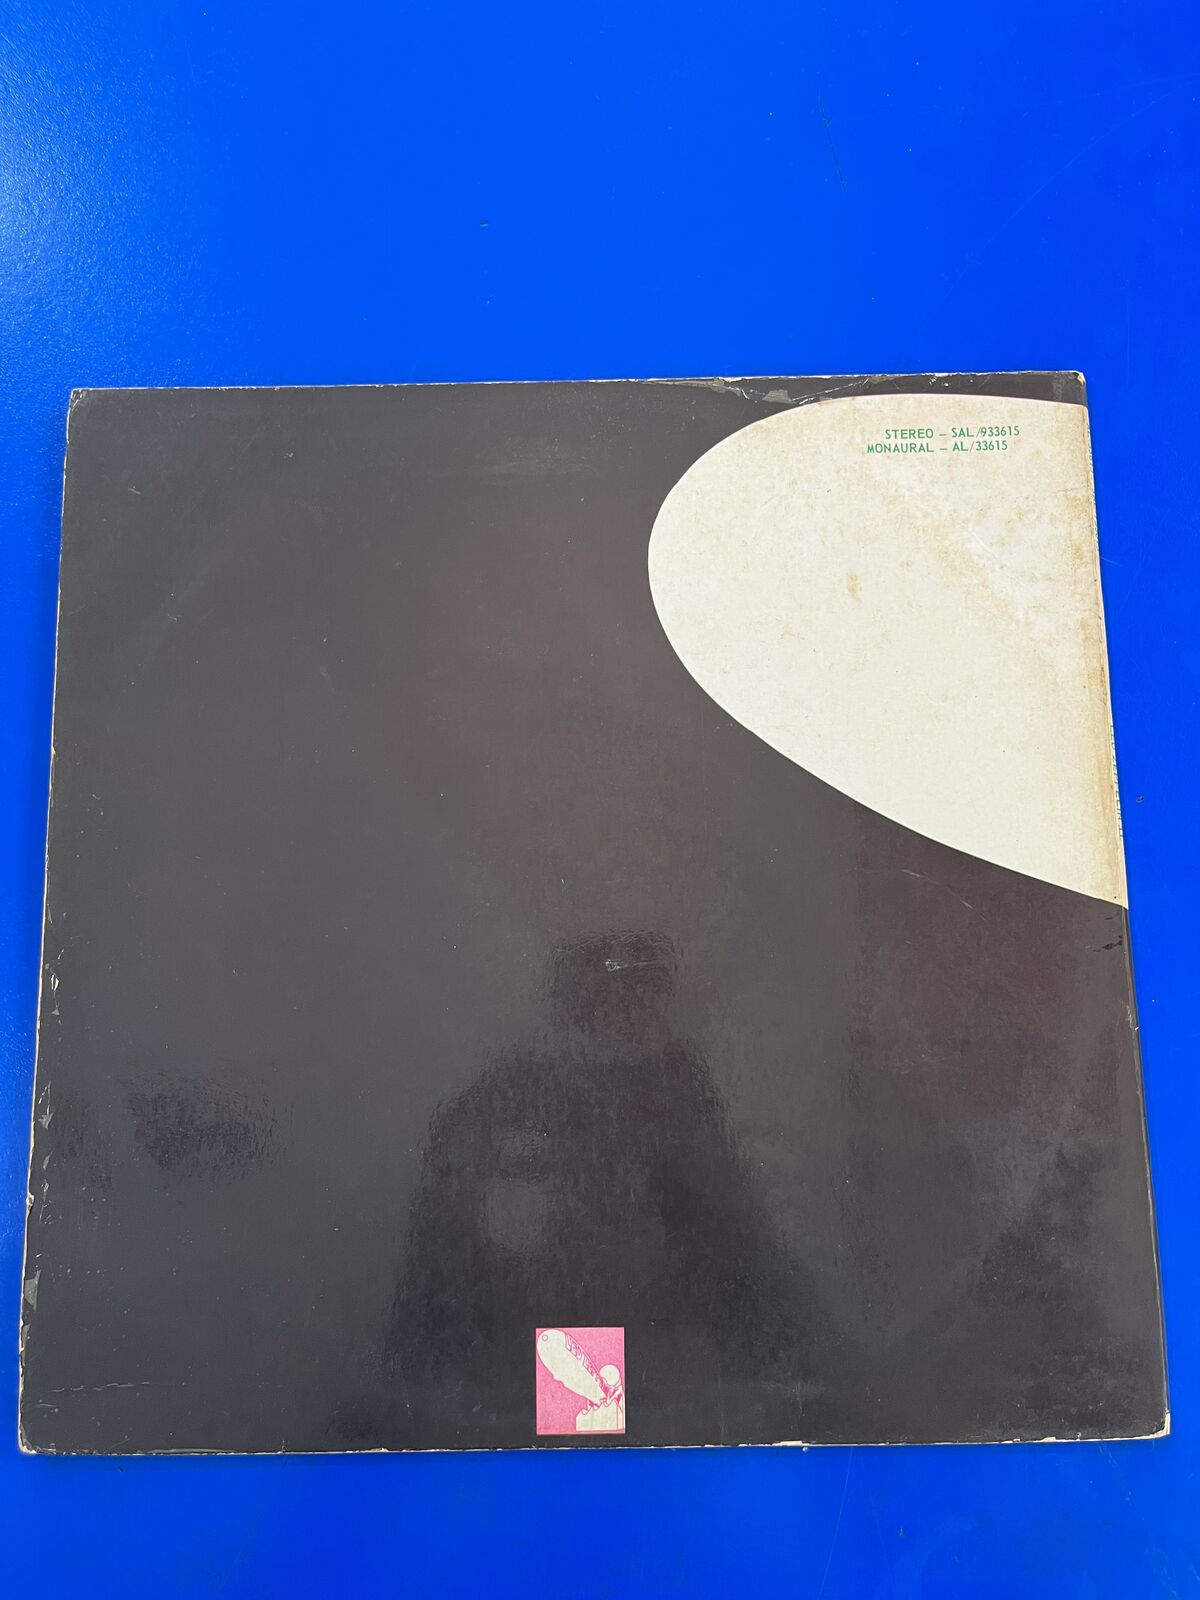 STEREO – SAL/933615
MONAURAL – AL/33615